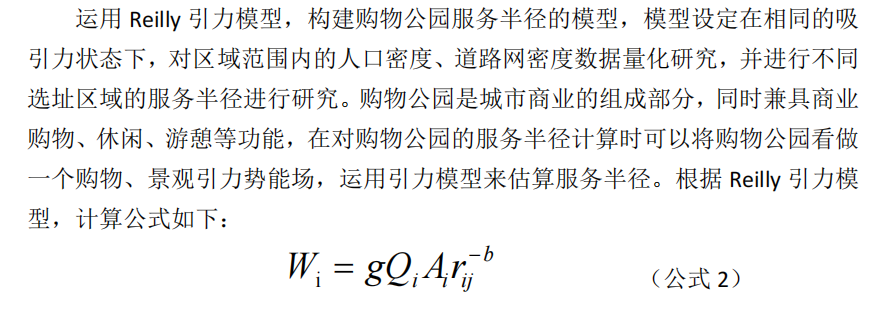 运用 Reilly 引力模型，构建购物公园服务半径的模型，模型设定在相同的吸
引力状态下，对区域范围内的人口密度、道路网密度数据量化研究，并进行不同
选址区域的服务半径进行研究。购物公园是城市商业的组成部分，同时兼具商业
购物、休闲、游憩等功能，在对购物公园的服务半径计算时可以将购物公园看做
一个购物、景观引力势能场，运用引力模型来估算服务半径。根据 Reilly 引力模
型，计算公式如下：
W_i = gQ_i A_i r_{ij}^{-b} （公式 2）